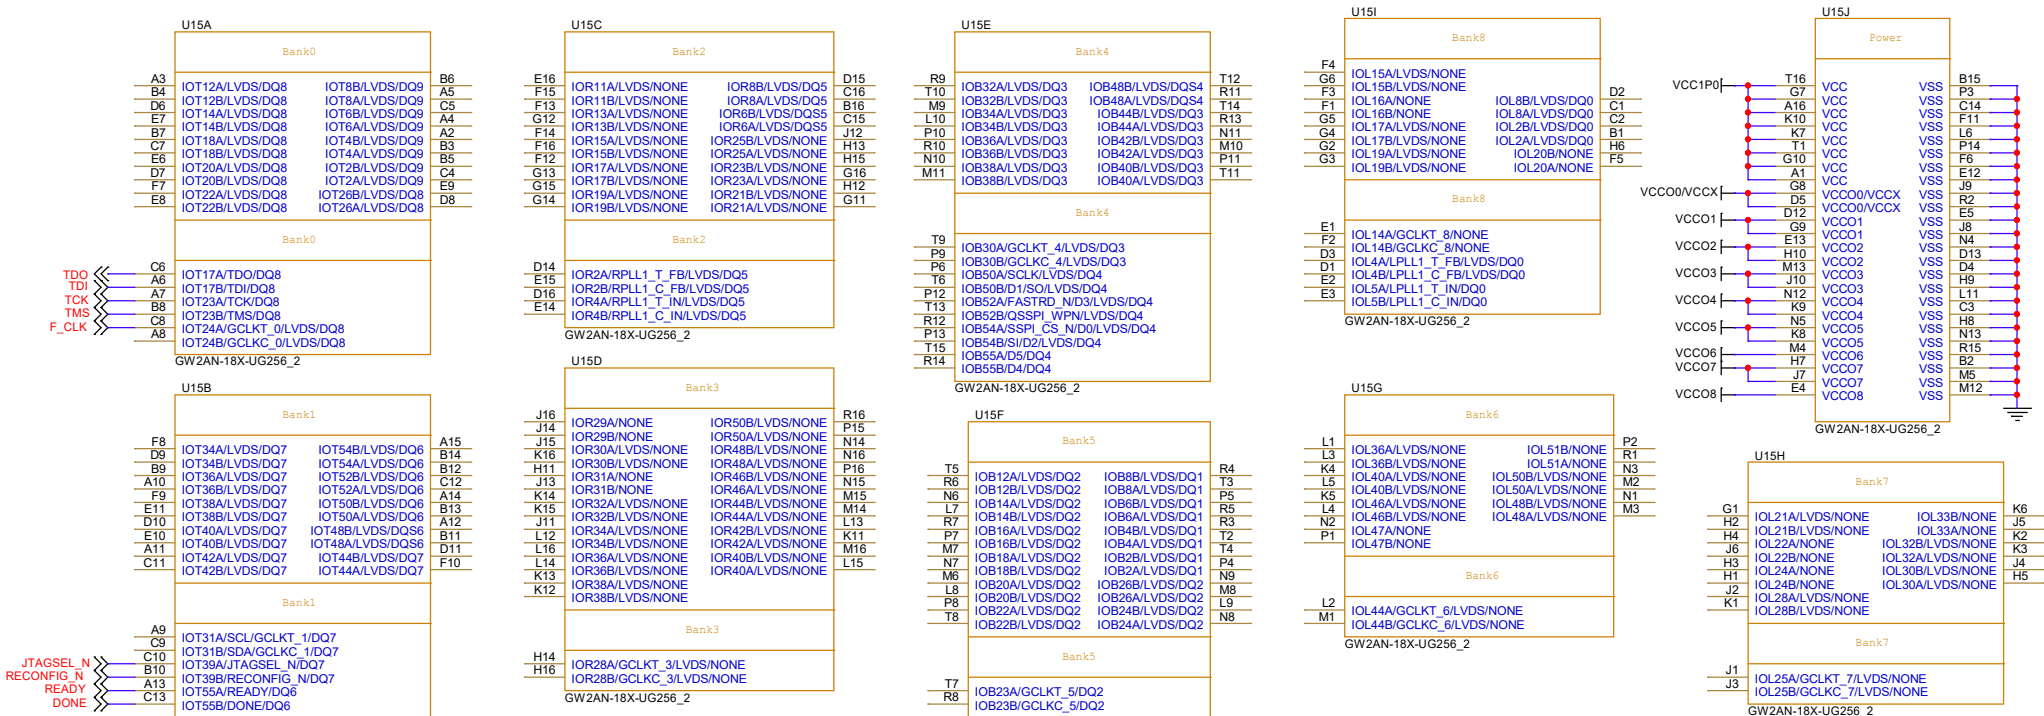 U15A
Bank0
A3 IOT12A/LVDS/DQ8 IOT8B/LVDS/DQ9 B6
B4 IOT12B/LVDS/DQ8 IOT8A/LVDS/DQ9 A5
D6 IOT14A/LVDS/DQ8 IOT6B/LVDS/DQ9 C5
E7 IOT14B/LVDS/DQ8 IOT6A/LVDS/DQ9 A4
B7 IOT18A/LVDS/DQ8 IOT4B/LVDS/DQ9 A2
C7 IOT18B/LVDS/DQ8 IOT4A/LVDS/DQ9 B3
E6 IOT20A/LVDS/DQ8 IOT2B/LVDS/DQ9 B5
D7 IOT20B/LVDS/DQ8 IOT2A/LVDS/DQ9 C4
F7 IOT22A/LVDS/DQ8 IOT26B/LVDS/DQ8 E9
E8 IOT22B/LVDS/DQ8 IOT26A/LVDS/DQ8 D8
Bank0
TDO C6 IOT17A/TDO/DQ8
TDI A6 IOT17B/TDI/DQ8
TCK A7 IOT23A/TCK/DQ8
TMS B8 IOT23B/TMS/DQ8
F_CLK C8 IOT24A/GCLKT_0/LVDS/DQ8
A8 IOT24B/GCLKC_0/LVDS/DQ8
GW2AN-18X-UG256_2
U15B
Bank1
F8 IOT34A/LVDS/DQ7 IOT54B/LVDS/DQ6 A15
D9 IOT34B/LVDS/DQ7 IOT54A/LVDS/DQ6 B14
B9 IOT36A/LVDS/DQ7 IOT52B/LVDS/DQ6 B12
A10 IOT36B/LVDS/DQ7 IOT52A/LVDS/DQ6 C12
F9 IOT38A/LVDS/DQ7 IOT50B/LVDS/DQ6 A14
E11 IOT38B/LVDS/DQ7 IOT50A/LVDS/DQ6 B13
D10 IOT40A/LVDS/DQ7 IOT48B/LVDS/DQS6 A12
E10 IOT40B/LVDS/DQ7 IOT48A/LVDS/DQS6 B11
A11 IOT42A/LVDS/DQ7 IOT44B/LVDS/DQ7 D11
C11 IOT42B/LVDS/DQ7 IOT44A/LVDS/DQ7 F10
Bank1
A9 IOT31A/SCL/GCLKT_1/DQ7
C9 IOT31B/SDA/GCLKC_1/DQ7
JTAGSEL_N C10 IOT39A/JTAGSEL_N/DQ7
RECONFIG_N B10 IOT39B/RECONFIG_N/DQ7
READY A13 IOT55A/READY/DQ6
DONE C13 IOT55B/DONE/DQ6
U15C
Bank2
E16 IOR11A/LVDS/NONE IOR8B/LVDS/DQ5 D15
F15 IOR11B/LVDS/NONE IOR8A/LVDS/DQ5 C16
F13 IOR13A/LVDS/NONE IOR6B/LVDS/DQS5 B16
G12 IOR13B/LVDS/NONE IOR6A/LVDS/DQS5 C15
F14 IOR15A/LVDS/NONE IOR25B/LVDS/NONE J12
F16 IOR15B/LVDS/NONE IOR25A/LVDS/NONE H13
F12 IOR17A/LVDS/NONE IOR23B/LVDS/NONE H15
G13 IOR17B/LVDS/NONE IOR23A/LVDS/NONE G16
G15 IOR19A/LVDS/NONE IOR21B/LVDS/NONE H12
G14 IOR19B/LVDS/NONE IOR21A/LVDS/NONE G11
Bank2
D14 IOR2A/RPLL1_T_FB/LVDS/DQ5
E15 IOR2B/RPLL1_C_FB/LVDS/DQ5
D16 IOR4A/RPLL1_T_IN/LVDS/DQ5
E14 IOR4B/RPLL1_C_IN/LVDS/DQ5
GW2AN-18X-UG256_2
U15D
Bank3
J16 IOR29A/NONE IOR50B/LVDS/NONE R16
J14 IOR29B/NONE IOR50A/LVDS/NONE P15
J15 IOR30A/LVDS/NONE IOR48B/LVDS/NONE N14
K16 IOR30B/LVDS/NONE IOR48A/LVDS/NONE N16
H11 IOR31A/NONE IOR46B/LVDS/NONE P16
J13 IOR31B/NONE IOR46A/LVDS/NONE N15
K14 IOR32A/LVDS/NONE IOR44B/LVDS/NONE M15
K15 IOR32B/LVDS/NONE IOR44A/LVDS/NONE M14
J11 IOR34A/LVDS/NONE IOR42B/LVDS/NONE L13
L12 IOR34B/LVDS/NONE IOR42A/LVDS/NONE K11
L16 IOR36A/LVDS/NONE IOR40B/LVDS/NONE M16
L14 IOR36B/LVDS/NONE IOR40A/LVDS/NONE L15
K13 IOR38A/LVDS/NONE
K12 IOR38B/LVDS/NONE
Bank3
H14 IOR28A/GCLKT_3/LVDS/NONE
H16 IOR28B/GCLKC_3/LVDS/NONE
GW2AN-18X-UG256_2
U15E
Bank4
R9 IOB32A/LVDS/DQ3 IOB48B/LVDS/DQS4 T12
T10 IOB32B/LVDS/DQ3 IOB48A/LVDS/DQS4 R11
M9 IOB34A/LVDS/DQ3 IOB44B/LVDS/DQ3 T14
L10 IOB34B/LVDS/DQ3 IOB44A/LVDS/DQ3 R13
P10 IOB36A/LVDS/DQ3 IOB42B/LVDS/DQ3 N11
R10 IOB36B/LVDS/DQ3 IOB42A/LVDS/DQ3 M10
N10 IOB38A/LVDS/DQ3 IOB40B/LVDS/DQ3 P11
M11 IOB38B/LVDS/DQ3 IOB40A/LVDS/DQ3 T11
Bank4
T9 IOB30A/GCLKT_4/LVDS/DQ3
P9 IOB30B/GCLKC_4/LVDS/DQ3
P6 IOB50A/SCLK/LVDS/DQ4
T6 IOB50B/D1/SO/LVDS/DQ4
P12 IOB52A/FASTRD_N/D3/LVDS/DQ4
T13 IOB52B/QSSPI_WPN/LVDS/DQ4
R12 IOB54A/SSPI_CS_N/D0/LVDS/DQ4
P13 IOB54B/SI/D2/LVDS/DQ4
T15 IOB55A/D5/DQ4
R14 IOB55B/D4/DQ4
GW2AN-18X-UG256_2
U15F
Bank5
T5 IOB12A/LVDS/DQ2 IOB8B/LVDS/DQ1 R4
R6 IOB12B/LVDS/DQ2 IOB8A/LVDS/DQ1 T3
N6 IOB14A/LVDS/DQ2 IOB6B/LVDS/DQ1 P5
L7 IOB14B/LVDS/DQ2 IOB6A/LVDS/DQ1 R5
R7 IOB16A/LVDS/DQ2 IOB4B/LVDS/DQ1 R3
P7 IOB16B/LVDS/DQ2 IOB4A/LVDS/DQ1 T2
M7 IOB18A/LVDS/DQ2 IOB2B/LVDS/DQ1 T4
N7 IOB18B/LVDS/DQ2 IOB2A/LVDS/DQ1 P4
M6 IOB20A/LVDS/DQ2 IOB26B/LVDS/DQ2 N9
L8 IOB20B/LVDS/DQ2 IOB26A/LVDS/DQ2 M8
P8 IOB22A/LVDS/DQ2 IOB24B/LVDS/DQ2 L9
T8 IOB22B/LVDS/DQ2 IOB24A/LVDS/DQ2 N8
Bank5
T7 IOB23A/GCLKT_5/DQ2
R8 IOB23B/GCLKC_5/DQ2
U15I
Bank8
F4 IOL15A/LVDS/NONE
G6 IOL15B/LVDS/NONE
F3 IOL16A/NONE IOL8B/LVDS/DQ0 D2
F1 IOL16B/NONE IOL8A/LVDS/DQ0 C1
G5 IOL17A/LVDS/NONE IOL2B/LVDS/DQ0 C2
G4 IOL17B/LVDS/NONE IOL2A/LVDS/DQ0 B1
G2 IOL19A/LVDS/NONE IOL20B/NONE H6
G3 IOL19B/LVDS/NONE IOL20A/NONE F5
Bank8
E1 IOL14A/GCLKT_8/NONE
F2 IOL14B/GCLKC_8/NONE
D3 IOL4A/LPLL1_T_FB/LVDS/DQ0
D1 IOL4B/LPLL1_C_FB/LVDS/DQ0
E2 IOL5A/LPLL1_T_IN/DQ0
E3 IOL5B/LPLL1_C_IN/DQ0
GW2AN-18X-UG256_2
U15G
Bank6
L1 IOL36A/LVDS/NONE IOL51B/NONE P2
L3 IOL36B/LVDS/NONE IOL51A/NONE R1
K4 IOL40A/LVDS/NONE IOL50B/LVDS/NONE N3
L5 IOL40B/LVDS/NONE IOL50A/LVDS/NONE M2
K5 IOL46A/LVDS/NONE IOL48B/LVDS/NONE N1
L4 IOL46B/LVDS/NONE IOL48A/LVDS/NONE M3
N2 IOL47A/NONE
P1 IOL47B/NONE
Bank6
L2 IOL44A/GCLKT_6/LVDS/NONE
M1 IOL44B/GCLKC_6/LVDS/NONE
GW2AN-18X-UG256_2
U15J
Power
VCC1P0 T16 VCC VSS B15
G7 VCC VSS P3
A16 VCC VSS C14
K10 VCC VSS F11
K7 VCC VSS L6
T1 VCC VSS P14
G10 VCC VSS F6
A1 VCC VSS E12
VCCO0/VCCX G8 VCCO0/VCCX VSS J9
D5 VCCO0/VCCX VSS R2
VCCO1 D12 VCCO1 VSS E5
G9 VCCO1 VSS J8
VCCO2 E13 VCCO2 VSS N4
H10 VCCO2 VSS D13
VCCO3 M13 VCCO3 VSS D4
J10 VCCO3 VSS H9
VCCO4 N12 VCCO4 VSS L11
K9 VCCO4 VSS C3
VCCO5 N5 VCCO5 VSS H8
K8 VCCO5 VSS N13
VCCO6 M4 VCCO6 VSS R15
VCCO7 H7 VCCO7 VSS B2
J7 VCCO7 VSS M5
VCCO8 E4 VCCO8 VSS M12
GW2AN-18X-UG256_2
U15H
Bank7
G1 IOL21A/LVDS/NONE IOL33B/NONE K6
H2 IOL21B/LVDS/NONE IOL33A/NONE J5
H4 IOL22A/NONE IOL32B/LVDS/NONE K2
J6 IOL22B/NONE IOL32A/LVDS/NONE K3
H3 IOL24A/NONE IOL30B/LVDS/NONE J4
H1 IOL24B/NONE IOL30A/LVDS/NONE H5
J2 IOL28A/LVDS/NONE
K1 IOL28B/LVDS/NONE
Bank7
J1 IOL25A/GCLKT_7/LVDS/NONE
J3 IOL25B/GCLKC_7/LVDS/NONE
GW2AN-18X-UG256_2